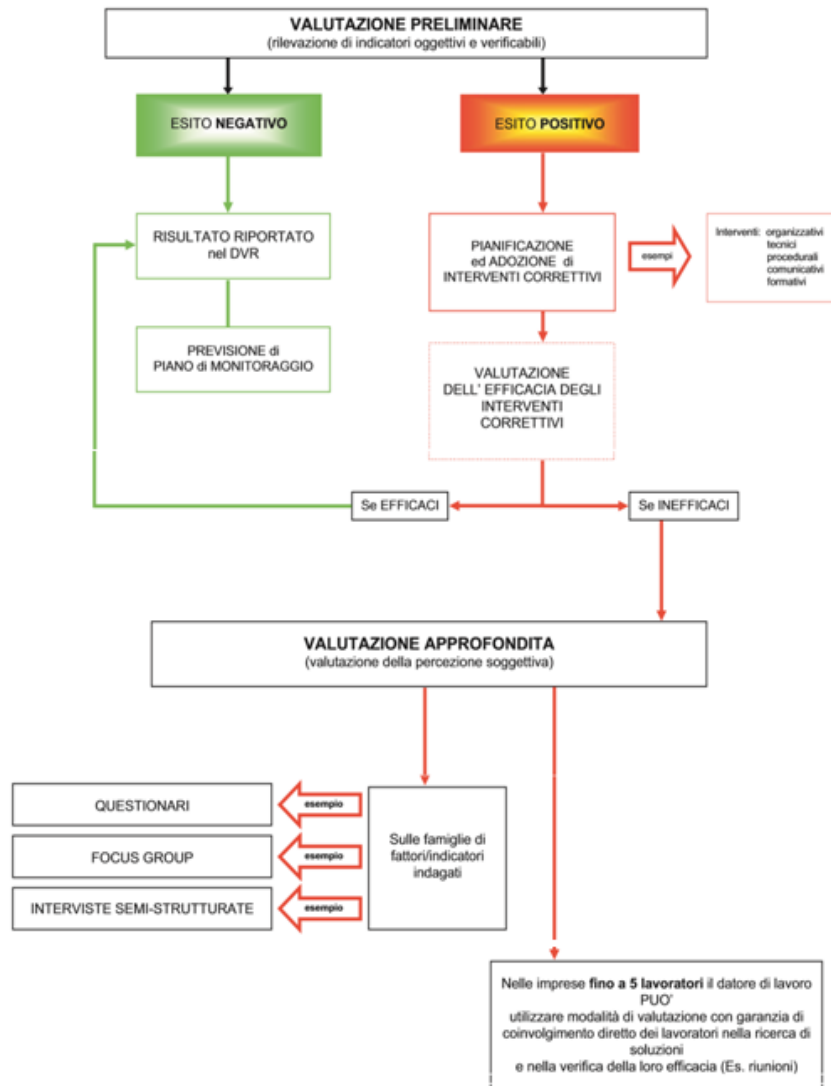 VALUTAZIONE PRELIMINARE
(rilevazione di indicatori oggettivi e verificabili)
ESITO NEGATIVO
ESITO POSITIVO
RISULTATO RIPORTATO
nel DVR
PIANIFICAZIONE
ed ADOZIONE di
INTERVENTI CORRETTIVI
esempi
Interventi: organizzativi
tecnici
procedurali
comunicativi
formativi
PREVISIONE di
PIANO di MONITORAGGIO
VALUTAZIONE
DELL' EFFICACIA DEGLI
INTERVENTI
CORRETTIVI
Se EFFICACI
Se INEFFICACI
VALUTAZIONE APPROFONDITA
(valutazione della percezione soggettiva)
QUESTIONARI
esempio
FOCUS GROUP
esempio
INTERVISTE SEMI-STRUTTURATE
esempio
Sulle famiglie di
fattori/indicatori
indagati
Nelle imprese fino a 5 lavoratori il datore di lavoro
PUO'
utilizzare modalità di valutazione con garanzia di
coinvolgimento diretto dei lavoratori nella ricerca di
soluzioni
e nella verifica della loro efficacia (Es. riunioni)